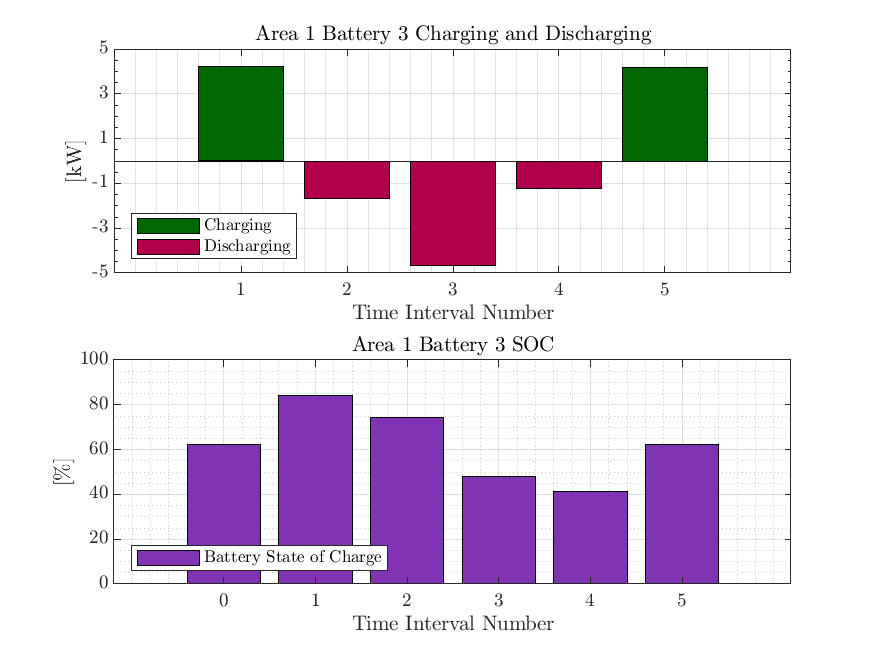 Area 1 Battery 3 Charging and Discharging
5
3
1
-1
-3
-5
[kW]
Charging
Discharging
1 2 3 4 5
Time Interval Number
Area 1 Battery 3 SOC
100
80
60
40
20
0
[%]
Battery State of Charge
0 1 2 3 4 5
Time Interval Number